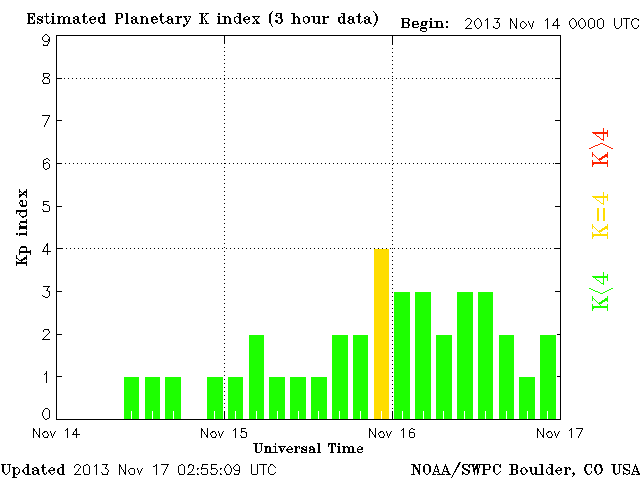 Estimated Planetary K index (3 hour data) Begin: 2013 Nov 14 0000 UTC
9
8
7
6
5
4
3
2
1
0
Kp index
K>4
K=4
K<4
Nov 14 Nov 15 Nov 16 Nov 17
Universal Time
Updated 2013 Nov 17 02:55:09 UTC NOAA/SWPC Boulder, CO USA